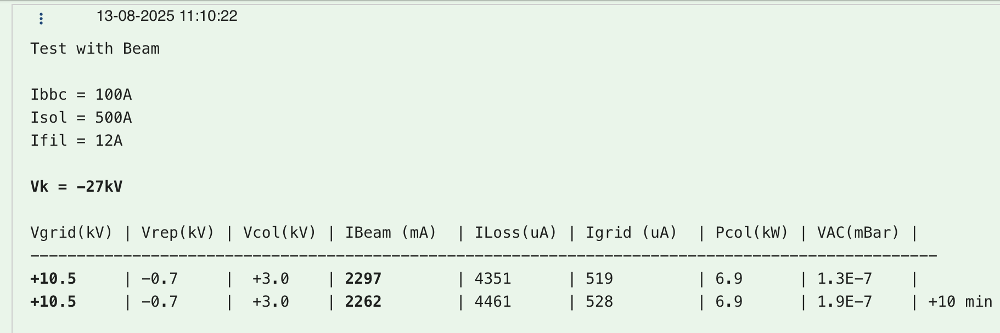 13-08-2025 11:10:22
Test with Beam
Ibbc = 100A
Isol = 500A
Ifil = 12A
Vk = -27kV
Vgrid(kV) | Vrep(kV) | Vcol(kV) | IBeam (mA)  | ILoss(uA) | Igrid (uA)  | Pcol(kW) | VAC(mBar) |
--------------------------------------------------------------------------------------------------
+10.5     | -0.7     |  +3.0    | 2297        | 4351      | 519         | 6.9      | 1.3E-7    |
+10.5     | -0.7     |  +3.0    | 2262        | 4461      | 528         | 6.9      | 1.9E-7    | +10 min